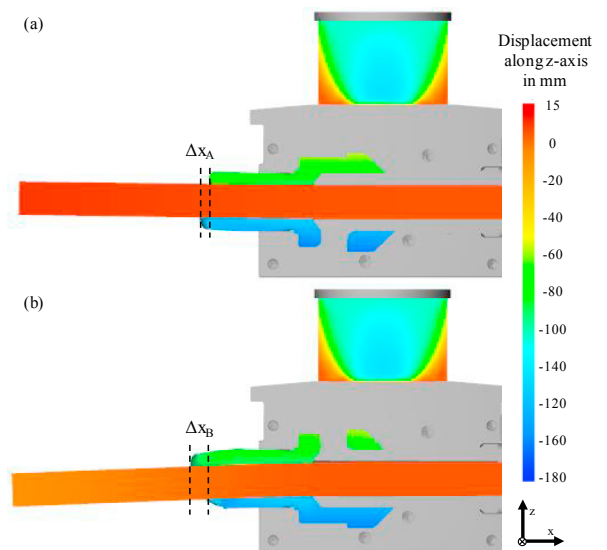 (a)
Displacement
along z-axis
in mm
15
0
-20
-40
-60
-80
-100
-120
-140
-160
-180
ΔxA
(b)
ΔxB
z
x